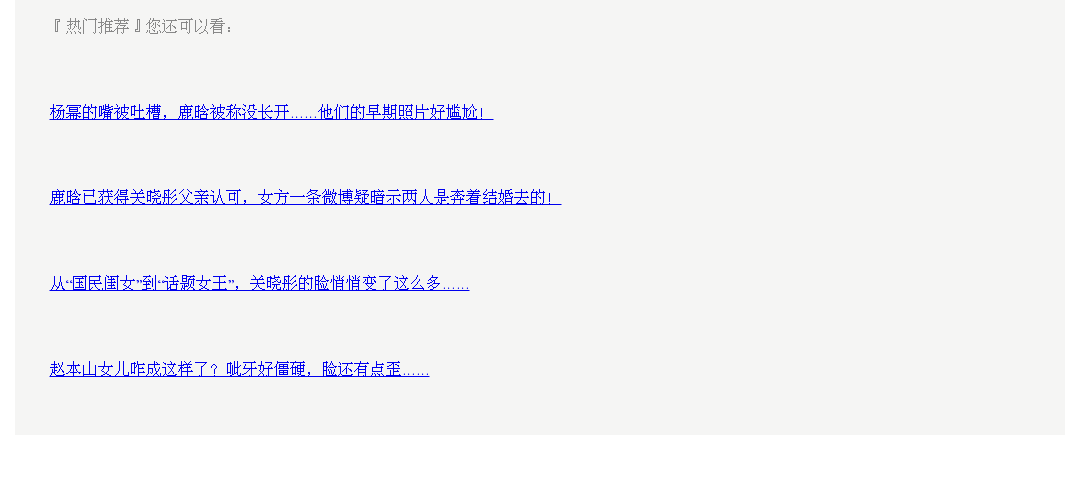 『 热门推荐 』您还可以看：
杨幂的嘴被吐槽，鹿晗被称没长开……他们的早期照片好尴尬！
鹿晗已获得关晓彤父亲认可，女方一条微博疑暗示两人是奔着结婚去的！
从“国民闺女”到“话题女王”，关晓彤的脸悄悄变了这么多……
赵本山女儿咋成这样了？呲牙好僵硬，脸还有点歪……